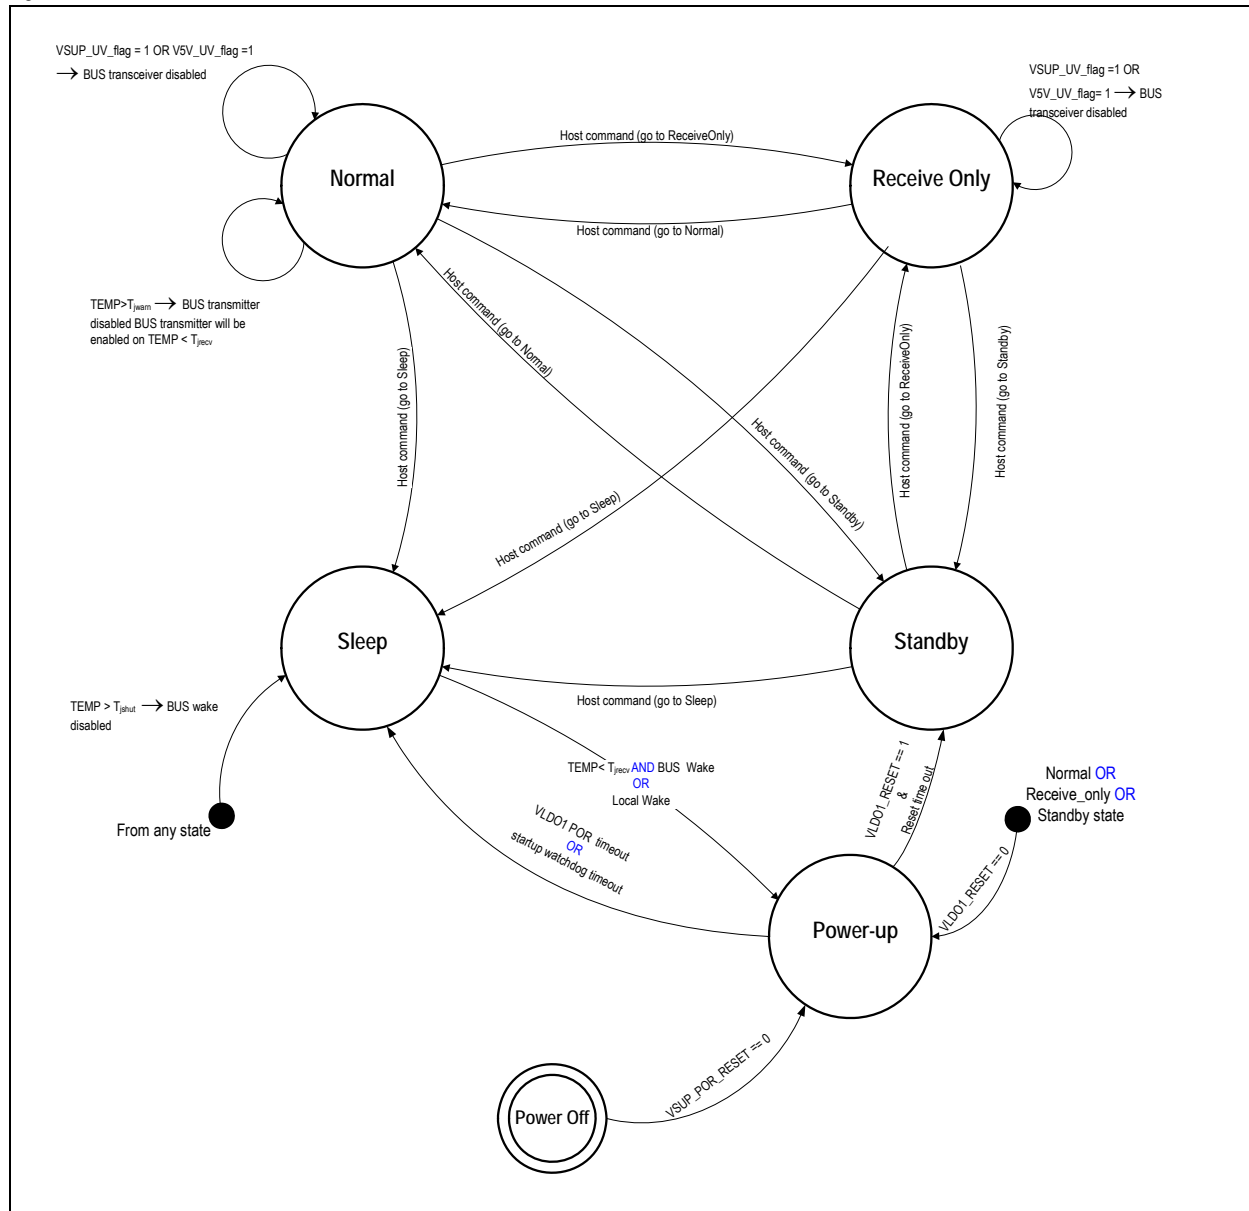 VSUP_UV_flag = 1 OR V5V_UV_flag =1
→ BUS transceiver disabled
VSUP_UV_flag =1 OR
V5V_UV_flag= 1 → BUS
transceiver disabled
Host command (go to ReceiveOnly)
Normal
Receive Only
Host command (go to Normal)
TEMP>Tjwarn → BUS transmitter
disabled BUS transmitter will be
enabled on TEMP < Tjrecv
Host command (go to Normal)
Host command (go to Sleep)
Host command (go to Standby)
Host command (go to Sleep)
Host command (go to ReceiveOnly)
Host command (go to Standby)
Sleep
Standby
Host command (go to Sleep)
TEMP > Tjshut → BUS wake
disabled
From any state
TEMP< Tjrecv AND BUS Wake
OR
Local Wake
VLDO1 POR timeout
OR
startup watchdog timeout
VLDO1_RESET == 1
&
Reset time out
Normal OR
Receive_only OR
Standby state
VLDO1_RESET == 0
Power-up
VSUP_POR_RESET == 0
Power Off